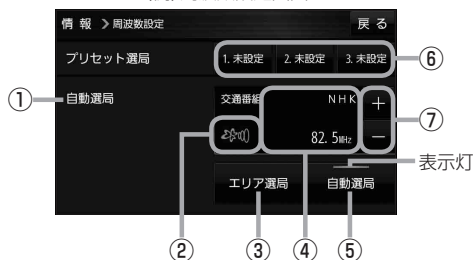 情 報 ❯ 周波数設定 戻 る
プリセット選局 1. 未設定 2. 未設定 3. 未設定 ⑥
① 自動選局 交通番組 NHK + ⑦
82. 5MHz −
表示灯
エリア選局 自動選局
② ③ ④ ⑤